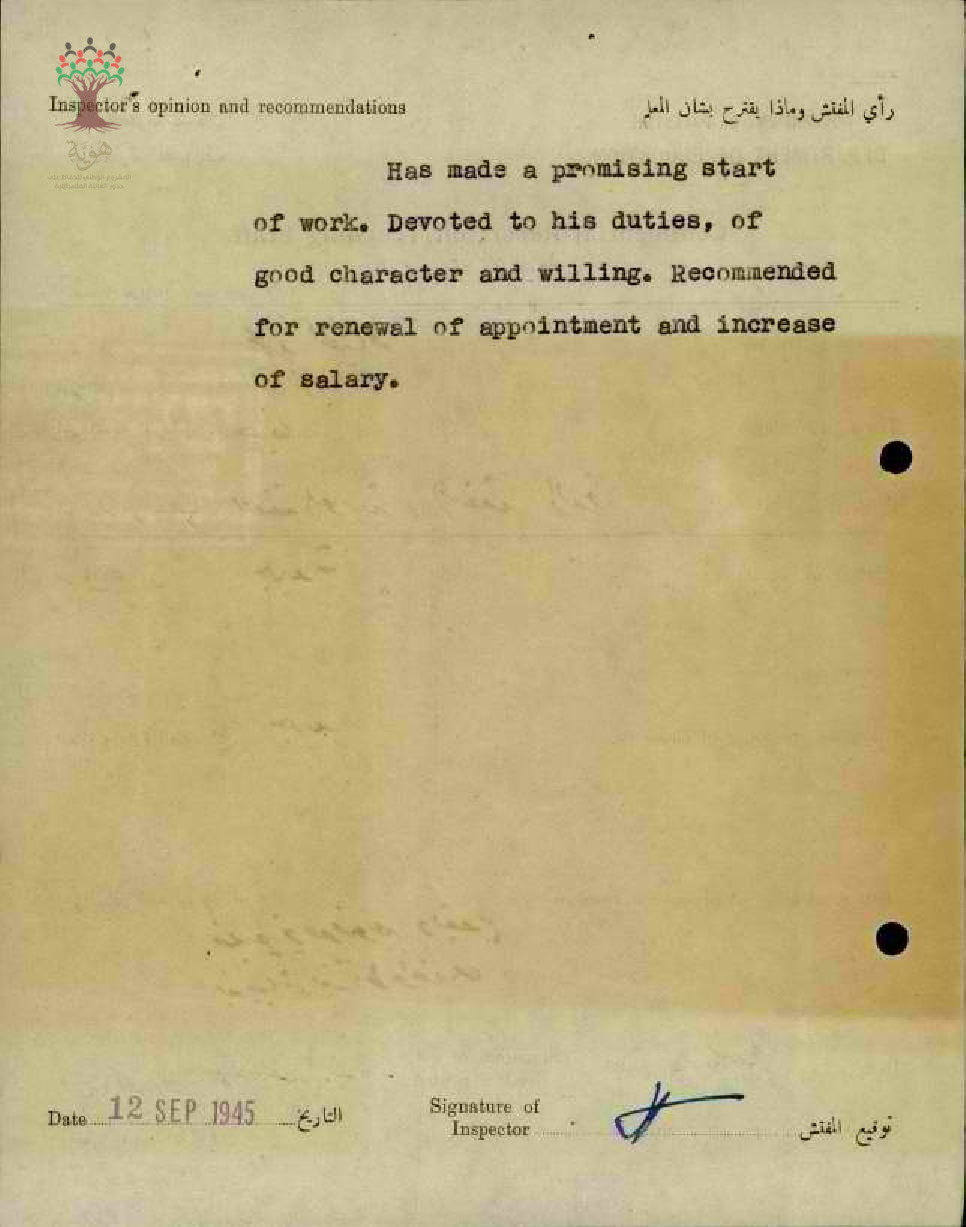 Inspector's opinion and recommendations
رأي المفتش وماذا يقترح بشأن المعلم
هوية
Has made a promising start
of work. Devoted to his duties, of
good character and willing. Recommended
for renewal of appointment and increase
of salary.
Date 12 SEP 1945 التاريخ
Signature of
Inspector توقيع المفتش